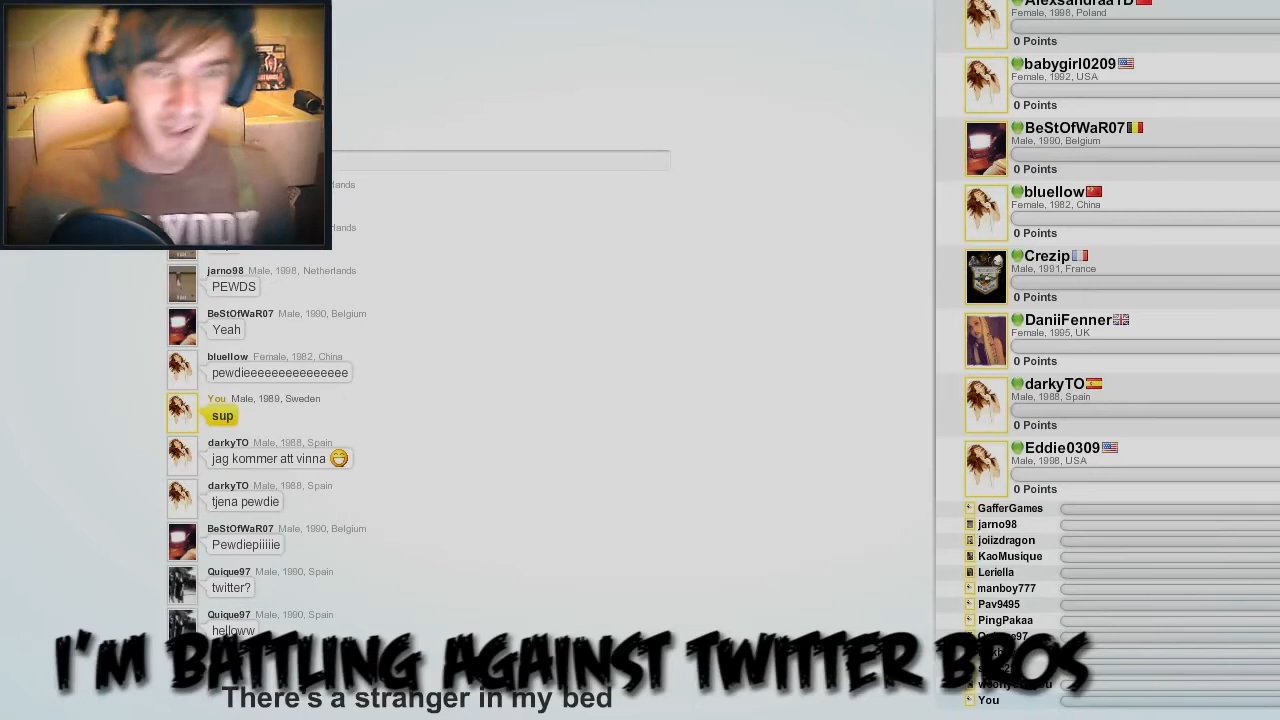 lands
lands
jarno98 Male, 1998, Netherlands
PEWDS
BeStOfWaR07 Male, 1990, Belgium
Yeah
bluellow Female, 1982, China
pewdieeeeeeeeeeeeeee
You Male, 1989, Sweden
sup
darkyTO Male, 1988, Spain
jag kommer att vinna
darkyTO Male, 1988, Spain
tjena pewdie
BeStOfWaR07 Male, 1990, Belgium
Pewdiepiiiiie
Quique97 Male, 1990, Spain
twitter?
Quique97 Male, 1990, Spain
helloww
I'M BATTLING AGAINST TWITTER BROS
There's a stranger in my bed
Female, 1998, Poland
0 Points
babygirl0209
Female, 1992, USA
0 Points
BeStOfWaR07
Male, 1990, Belgium
0 Points
bluellow
Female, 1982, China
0 Points
Crezip
Male, 1991, France
0 Points
DaniiFenner
Female, 1995, UK
0 Points
darkyTO
Male, 1988, Spain
0 Points
Eddie0309
Male, 1998, USA
0 Points
GafferGames
jarno98
joiizdragon
KaoMusique
Leriella
manboy777
Pav9495
PingPakaa
You